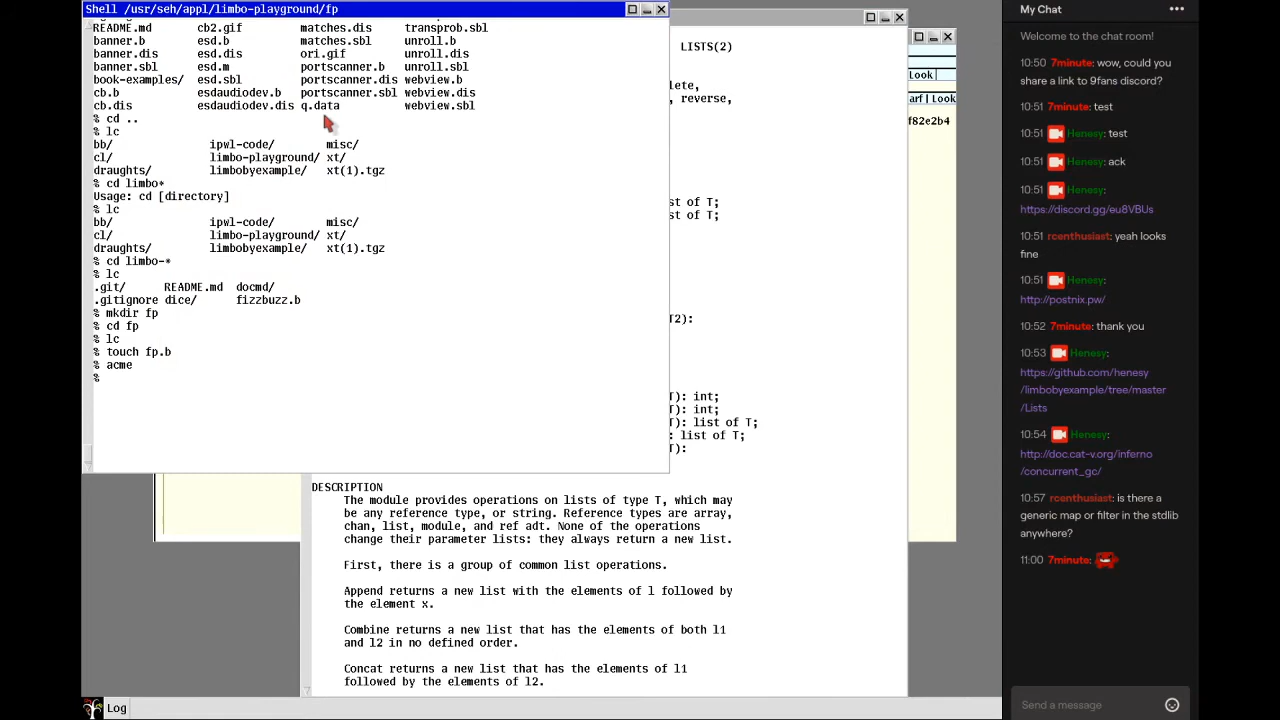 Shell /usr/seh/appl/limbo-playground/fp
README.md cb2.gif matches.dis transprob.sbl
banner.b esd.b matches.sbl unroll.b
banner.dis esd.dis ori.gif unroll.dis
banner.sbl esd.m portscanner.b unroll.sbl
book-examples/ esd.sbl portscanner.dis webview.b
cb.b esdaudiodev.b portscanner.sbl webview.dis
cb.dis esdaudiodev.dis q.data webview.sbl
% cd ..
% lc
bb/ ipwl-code/ misc/
cl/ limbo-playground/ xt/
draughts/ limbobyexample/ xt(1).tgz
% cd limbo*
Usage: cd [directory]
% lc
bb/ ipwl-code/ misc/
cl/ limbo-playground/ xt/
draughts/ limbobyexample/ xt(1).tgz
% cd limbo-*
% lc
.git/ README.md docmd/
.gitignore dice/ fizzbuzz.b
% mkdir fp
% cd fp
% lc
% touch fp.b
% acme
%
LISTS(2)
lete,
, reverse,
st of T;
st of T;
T2):
T): int;
T): int;
T): list of T;
: list of T;
T):
DESCRIPTION
The module provides operations on lists of type T, which may
be any reference type, or string. Reference types are array,
chan, list, module, and ref adt. None of the operations
change their parameter lists: they always return a new list.
First, there is a group of common list operations.
Append returns a new list with the elements of l followed by
the element x.
Combine returns a new list that has the elements of both l1
and l2 in no defined order.
Concat returns a new list that has the elements of l1
followed by the elements of l2.
Look
arf | Look
f82e2b4
Log
My Chat
Welcome to the chat room!
10:50 7minute: wow, could you
share a link to 9fans discord?
10:51 7minute: test
10:51 Henesy: test
10:51 Henesy: ack
10:51 Henesy:
https://discord.gg/eu8VBUs
10:51 rcenthusiast: yeah looks
fine
10:51 Henesy:
http://postnix.pw/
10:52 7minute: thank you
10:53 Henesy:
https://github.com/henesy
/limbobyexample/tree/master
/Lists
10:54 Henesy:
http://doc.cat-v.org/inferno
/concurrent_gc/
10:57 rcenthusiast: is there a
generic map or filter in the stdlib
anywhere?
11:00 7minute:
Send a message